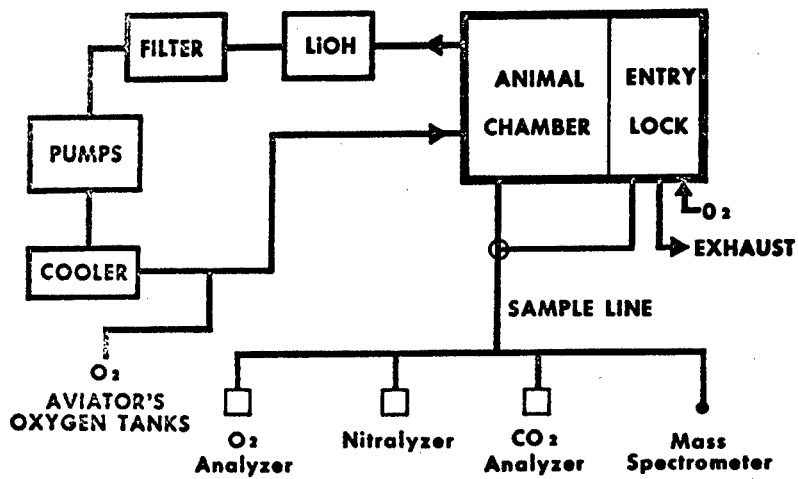 FILTER
LiOH
ANIMAL
CHAMBER
ENTRY
LOCK
PUMPS
O₂
EXHAUST
COOLER
SAMPLE LINE
O₂
AVIATOR'S
OXYGEN TANKS
O₂
Analyzer
Nitralyzer
CO₂
Analyzer
Mass
Spectrometer